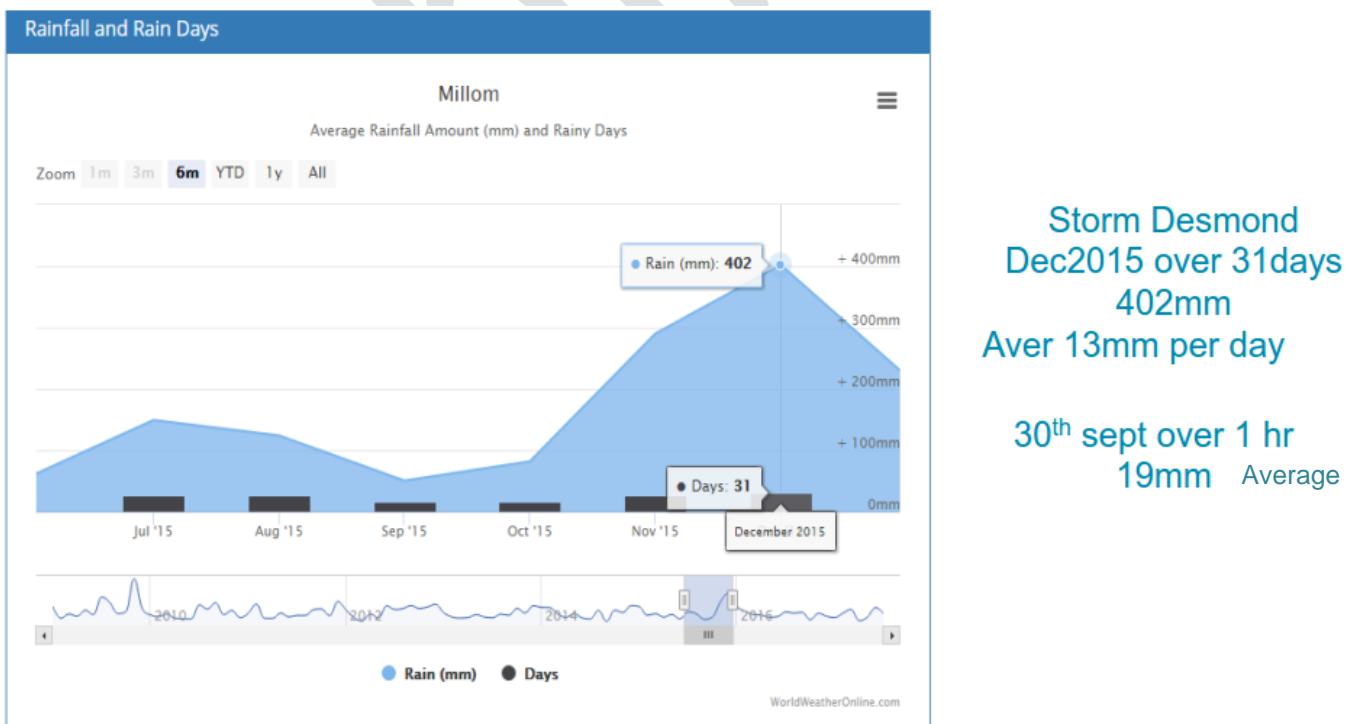 Rainfall and Rain Days
Millom
Average Rainfall Amount (mm) and Rainy Days
Zoom 1m 3m 6m YTD 1y All
Rain (mm): 402
+ 400mm
+ 300mm
+ 200mm
+ 100mm
Days: 31
0mm
Jul '15 Aug '15 Sep '15 Oct '15 Nov '15 December 2015
2010 2012 2014 2016
Rain (mm) Days
WorldWeatherOnline.com
Storm Desmond
Dec2015 over 31days
402mm
Aver 13mm per day
30th sept over 1 hr
19mm Average